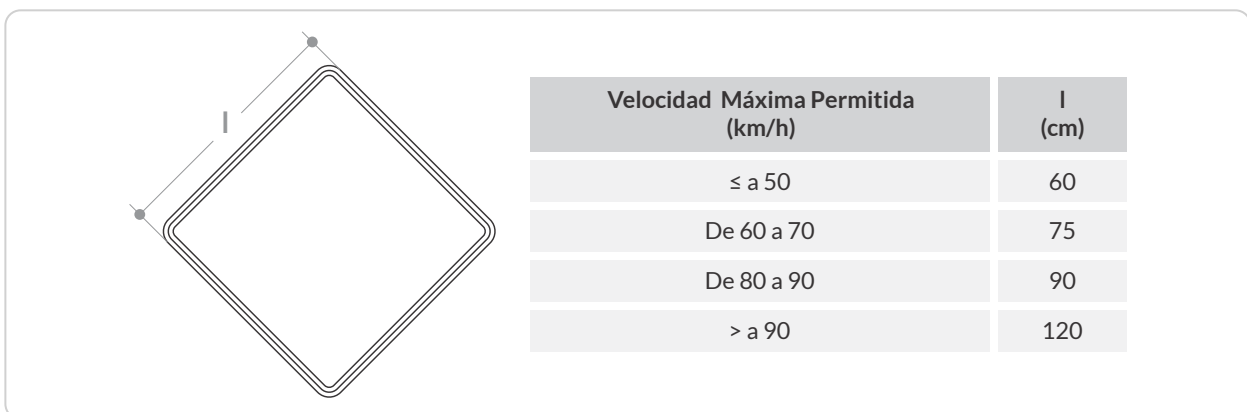 l
Velocidad Máxima Permitida
(km/h)
l
(cm)
≤ a 50
60
De 60 a 70
75
De 80 a 90
90
> a 90
120